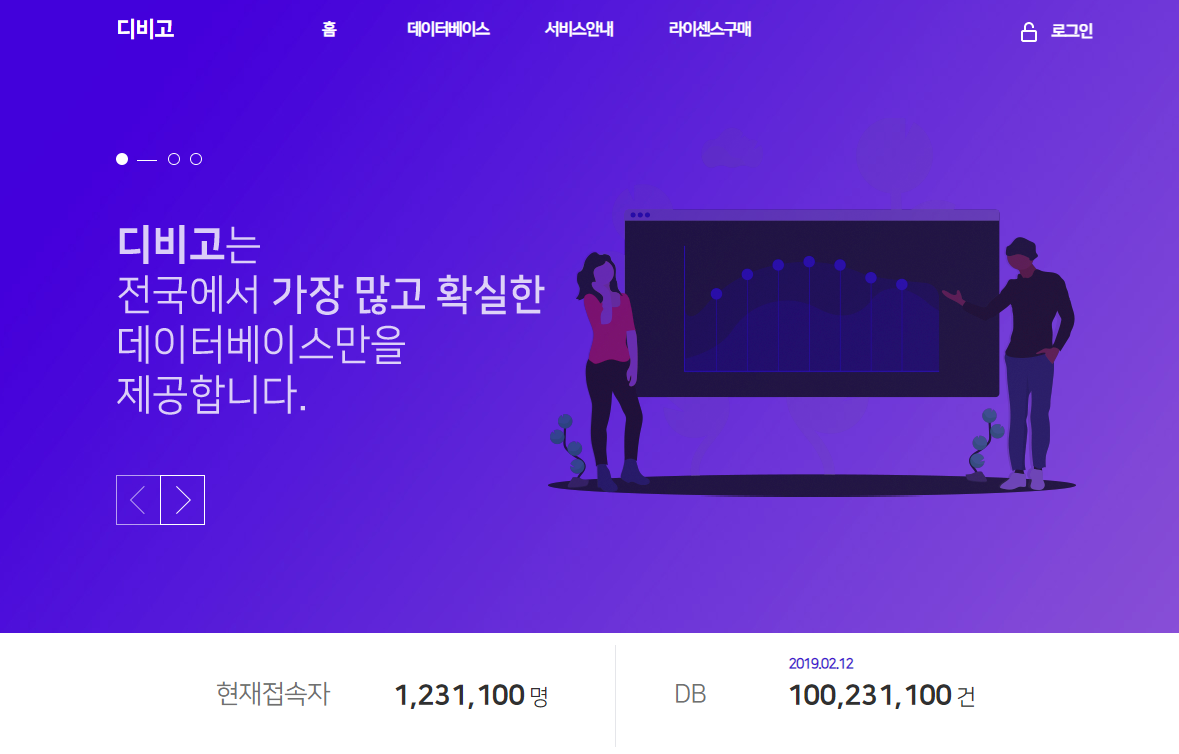 디비고
홈
데이터베이스
서비스안내
라이센스구매
로그인
디비고는
전국에서 가장 많고 확실한
데이터베이스만을
제공합니다.
현재접속자
1,231,100 명
DB
2019.02.12
100,231,100 건